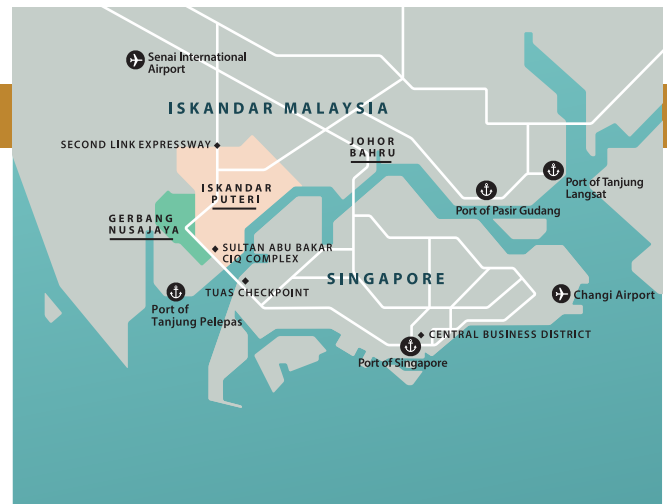 Senai International
Airport
ISKANDAR MALAYSIA
SECOND LINK EXPRESSWAY
JOHOR
BAHRU
Port of Tanjung
Langsat
ISKANDAR
PUTERI
Port of Pasir Gudang
GERBANG
NUSAJAYA
SULTAN ABU BAKAR
CIQ COMPLEX
SINGAPORE
TUAS CHECKPOINT
Changi Airport
Port of
Tanjung Pelepas
CENTRAL BUSINESS DISTRICT
Port of Singapore